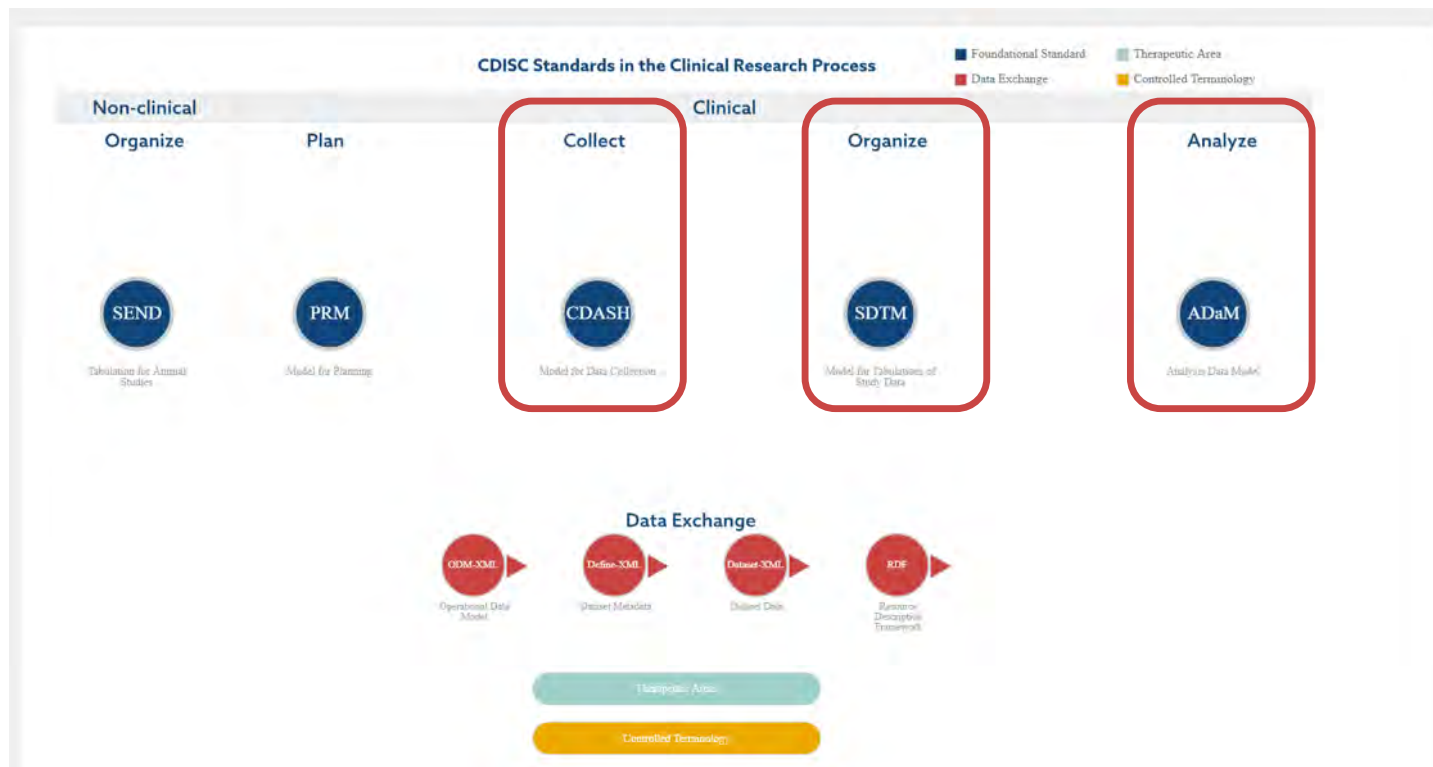 CDISC Standards in the Clinical Research Process
Foundational Standard
Therapeutic Area
Data Exchange
Controlled Terminology
Non-clinical
Clinical
Organize
Plan
Collect
Organize
Analyze
SEND
PRM
CDASH
SDTM
ADaM
Tabulation for Animal
Studies
Model for Planning
Model for Data Collection
Model for Tabulations of
Study Data
Analysis Data Model
Data Exchange
ODM-XML
Define-XML
Dataset-XML
RDF
Operational Data
Model
Dataset Metadata
Dataset Data
Resource
Description
Framework
Therapeutic Areas
Controlled Terminology